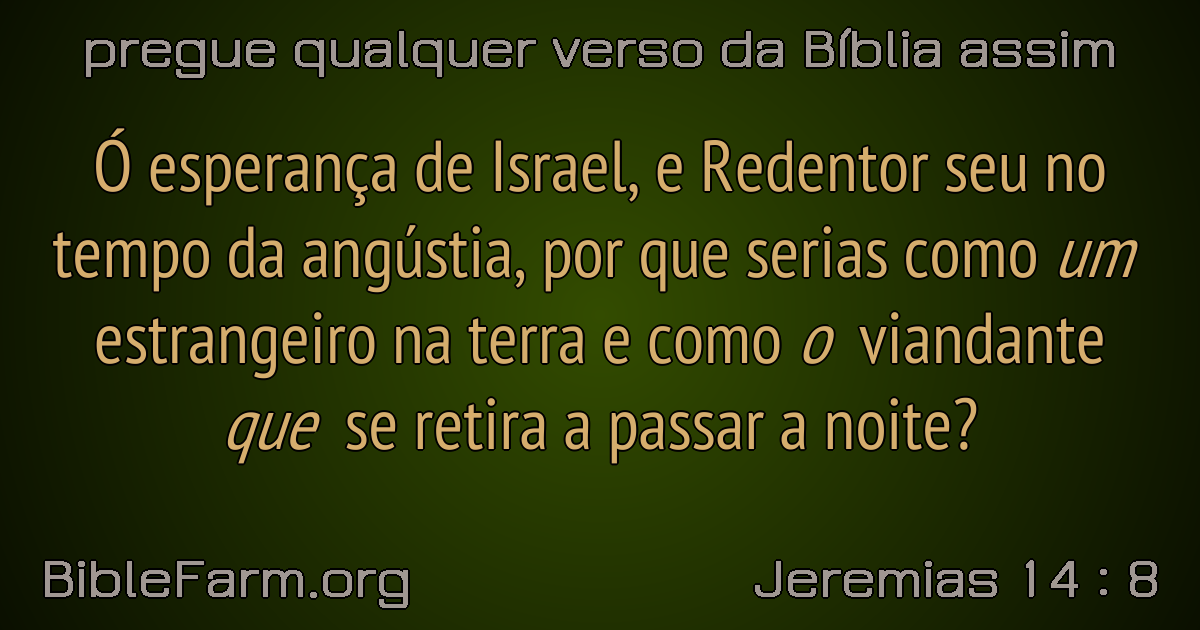 pregue qualquer verso da Bíblia assim
Ó esperança de Israel, e Redentor seu no
tempo da angústia, por que serias como um
estrangeiro na terra e como o viandante
que se retira a passar a noite?
BibleFarm.org
Jeremias 14 : 8